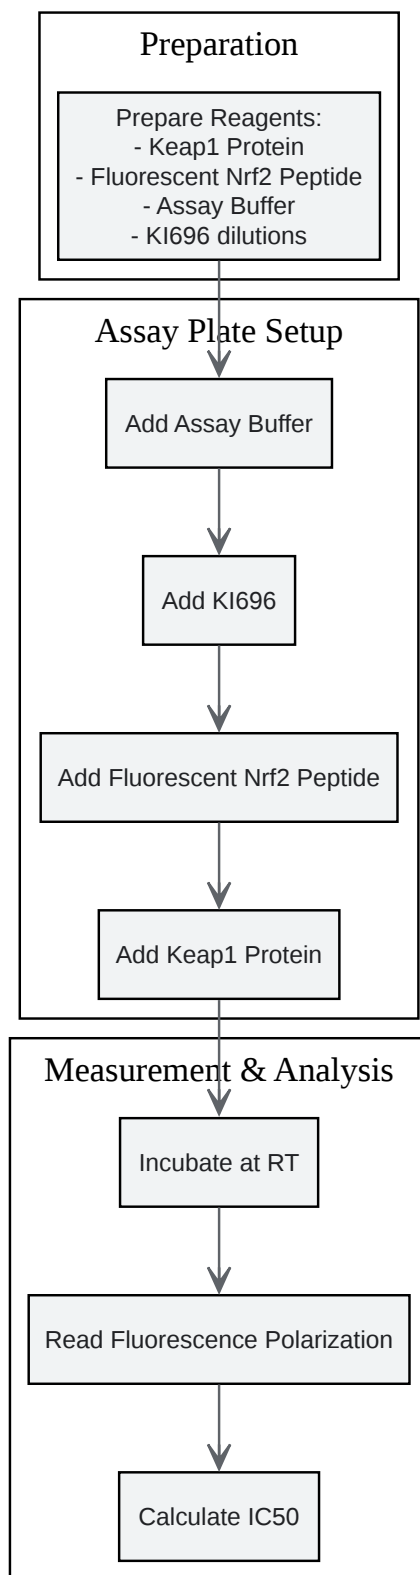 Preparation
Prepare Reagents:
- Keap1 Protein
- Fluorescent Nrf2 Peptide
- Assay Buffer
- KI696 dilutions
Assay Plate Setup
Add Assay Buffer
Add KI696
Add Fluorescent Nrf2 Peptide
Add Keap1 Protein
Measurement & Analysis
Incubate at RT
Read Fluorescence Polarization
Calculate IC50